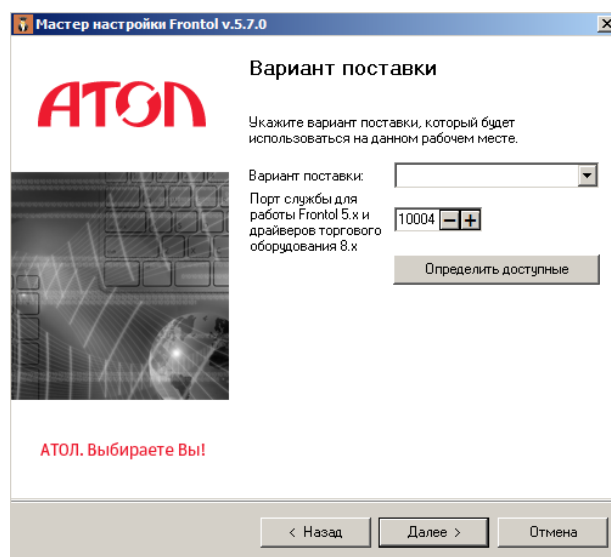 Мастер настройки Frontol v.5.7.0
АТОЛ
Вариант поставки
Укажите вариант поставки, который будет
использоваться на данном рабочем месте.
Вариант поставки:
Порт службы для
работы Frontol 5.x и
драйверов торгового
оборудования 8.x
10004
Определить доступные
АТОЛ. Выбираете Вы!
< Назад
Далее >
Отмена